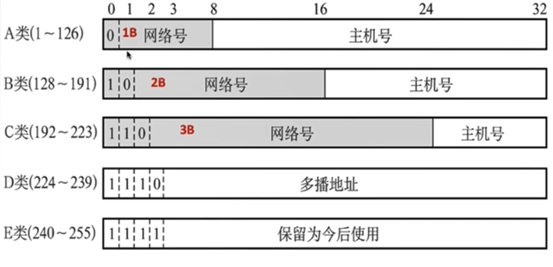 0 1 2 3 8 16 24 32
A类(1～126) 0 1B 网络号 主机号
B类(128～191) 1 0 2B 网络号 主机号
C类(192～223) 1 1 0 3B 网络号 主机号
D类(224～239) 1 1 1 0 多播地址
E类(240～255) 1 1 1 1 保留为今后使用